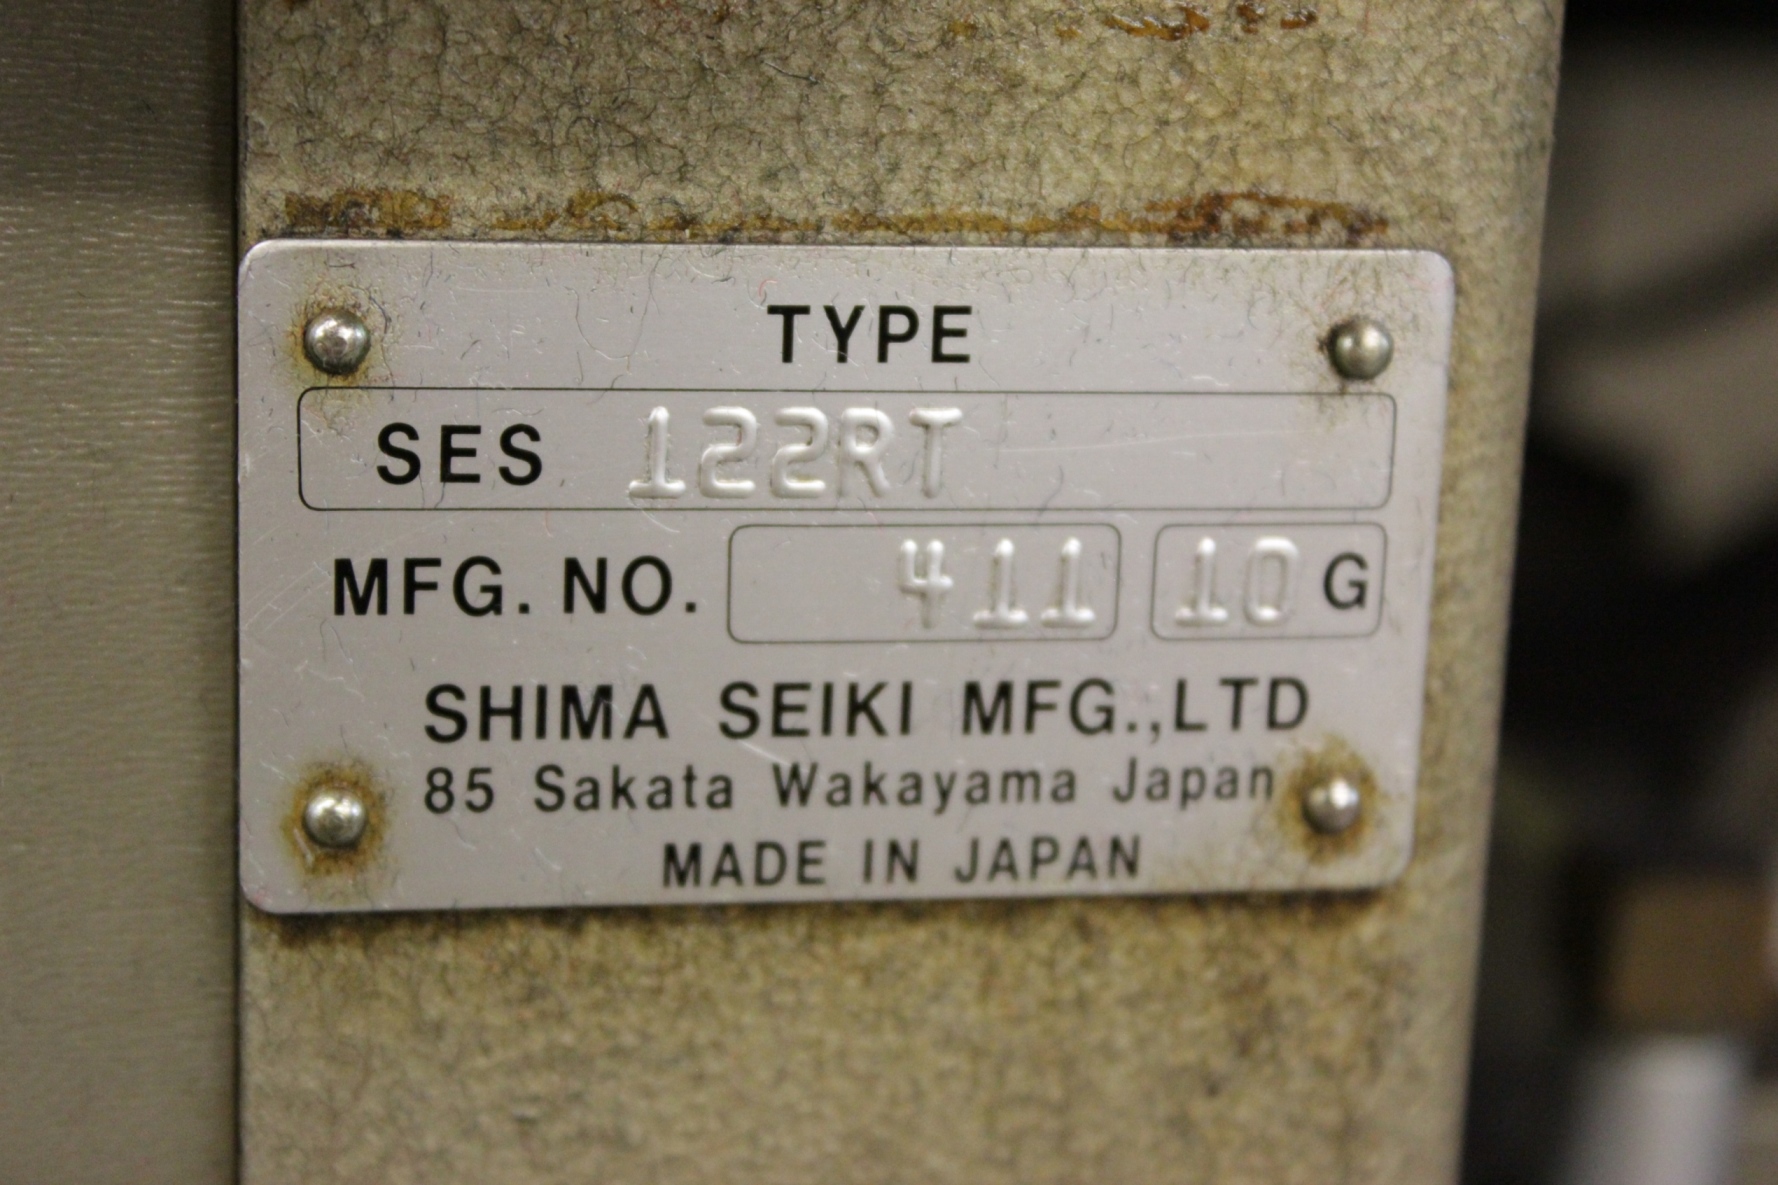 TYPE
SES 122RT
MFG. NO. 411 10 G
SHIMA SEIKI MFG.,LTD
85 Sakata Wakayama Japan
MADE IN JAPAN